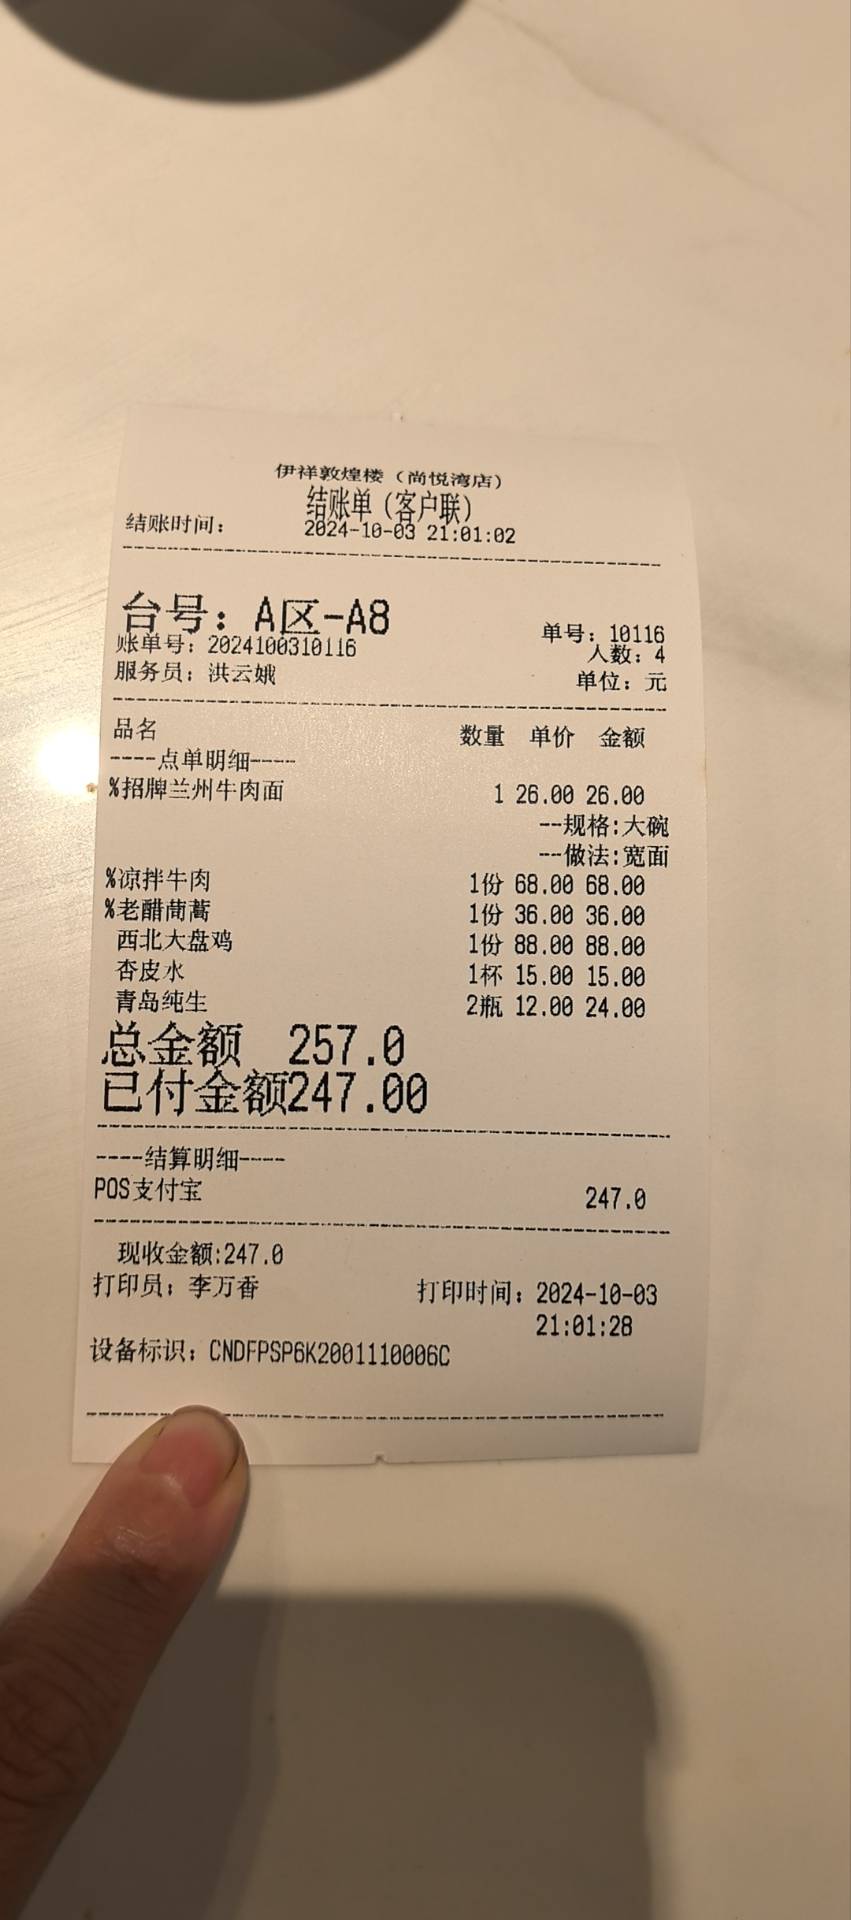 伊祥敦煌楼（尚悦湾店）
结账单（客户联）
结账时间： 2024-10-03 21:01:02
台号：A区-A8 单号：10116
账单号：2024100310116 人数：4
服务员：洪云娥 单位：元
品名 数量 单价 金额
----点单明细----
%招牌兰州牛肉面 1 26.00 26.00
--规格:大碗
--做法:宽面
%凉拌牛肉 1份 68.00 68.00
%老醋茼蒿 1份 36.00 36.00
西北大盘鸡 1份 88.00 88.00
杏皮水 1杯 15.00 15.00
青岛纯生 2瓶 12.00 24.00
总金额 257.0
已付金额247.00
----结算明细----
POS支付宝 247.0
现收金额:247.0
打印员：李万香 打印时间：2024-10-03
21:01:28
设备标识：CNDFPSP6K2001110006C